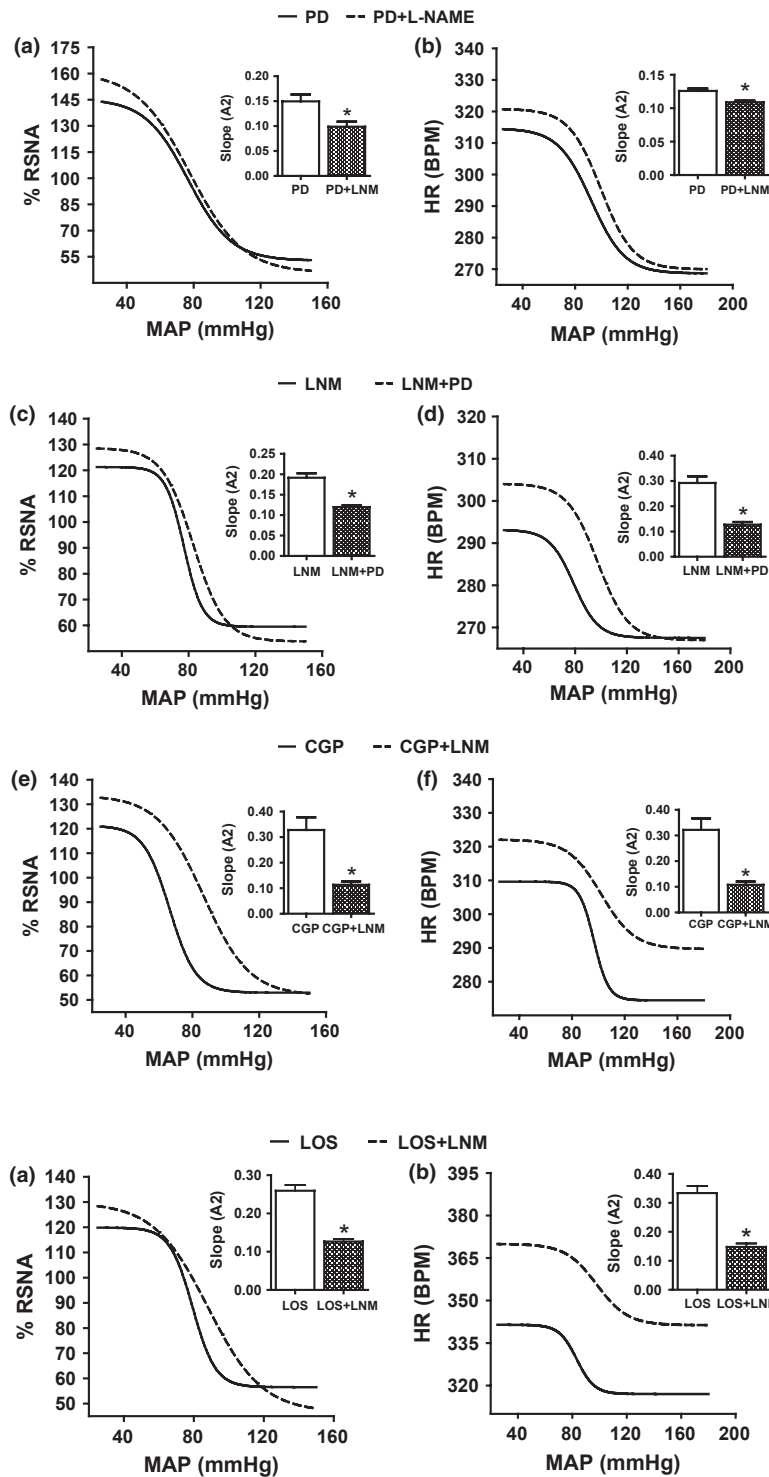 PD PD+L-NAME
(a)
175
160
145
130
115
100
85
70
55
% RSNA
40 80 120 160
MAP (mmHg)
0.20
0.15
0.10
0.05
0.00
Slope (A2)
*
PD PD+LNM
(b)
340
330
320
310
300
290
280
270
HR (BPM)
40 80 120 160 200
MAP (mmHg)
0.15
0.10
0.05
0.00
Slope (A2)
*
PD PD+LNM
LNM LNM+PD
(c)
140
130
120
110
100
90
80
70
60
% RSNA
40 80 120 160
MAP (mmHg)
0.25
0.20
0.15
0.10
0.05
0.00
Slope (A2)
*
LNM LNM+PD
(d)
320
310
300
290
280
270
HR (BPM)
40 80 120 160 200
MAP (mmHg)
0.40
0.30
0.20
0.10
0.00
Slope (A2)
*
LNM LNM+PD
CGP CGP+LNM
(e)
140
130
120
110
100
90
80
70
60
50
% RSNA
40 80 120 160
MAP (mmHg)
0.40
0.30
0.20
0.10
0.00
Slope (A2)
*
CGP CGP+LNM
(f)
350
340
330
320
310
300
290
280
HR (BPM)
40 80 120 160 200
MAP (mmHg)
0.40
0.30
0.20
0.10
0.00
Slope (A2)
*
CGP CGP+LNM
LOS LOS+LNM
(a)
140
130
120
110
100
90
80
70
60
50
% RSNA
40 80 120 160
MAP (mmHg)
0.30
0.20
0.10
0.00
Slope (A2)
*
LOS LOS+LNM
(b)
395
370
345
320
HR (BPM)
40 80 120 160 200
MAP (mmHg)
0.40
0.30
0.20
0.10
0.00
Slope (A2)
*
LOS LOS+LNM